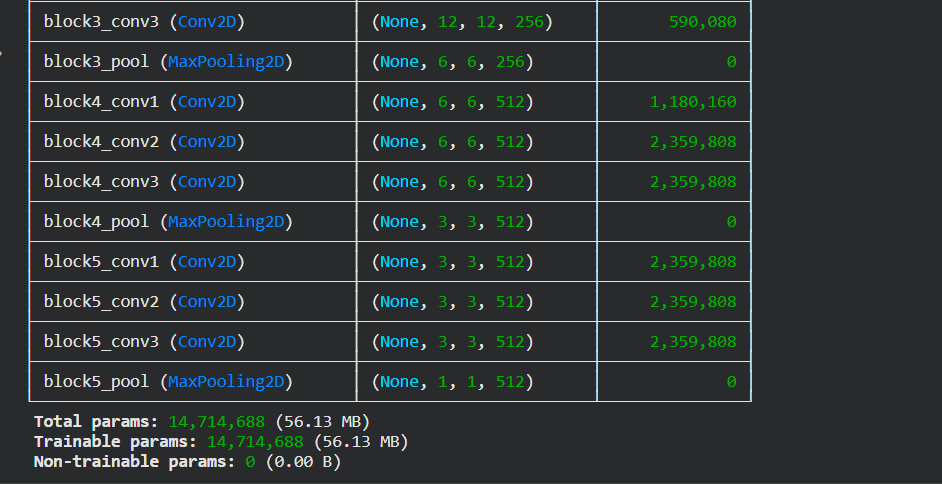 block3_conv3 (Conv2D) (None, 12, 12, 256) 590,080
block3_pool (MaxPooling2D) (None, 6, 6, 256) 0
block4_conv1 (Conv2D) (None, 6, 6, 512) 1,180,160
block4_conv2 (Conv2D) (None, 6, 6, 512) 2,359,808
block4_conv3 (Conv2D) (None, 6, 6, 512) 2,359,808
block4_pool (MaxPooling2D) (None, 3, 3, 512) 0
block5_conv1 (Conv2D) (None, 3, 3, 512) 2,359,808
block5_conv2 (Conv2D) (None, 3, 3, 512) 2,359,808
block5_conv3 (Conv2D) (None, 3, 3, 512) 2,359,808
block5_pool (MaxPooling2D) (None, 1, 1, 512) 0
Total params: 14,714,688 (56.13 MB)
Trainable params: 14,714,688 (56.13 MB)
Non-trainable params: 0 (0.00 B)